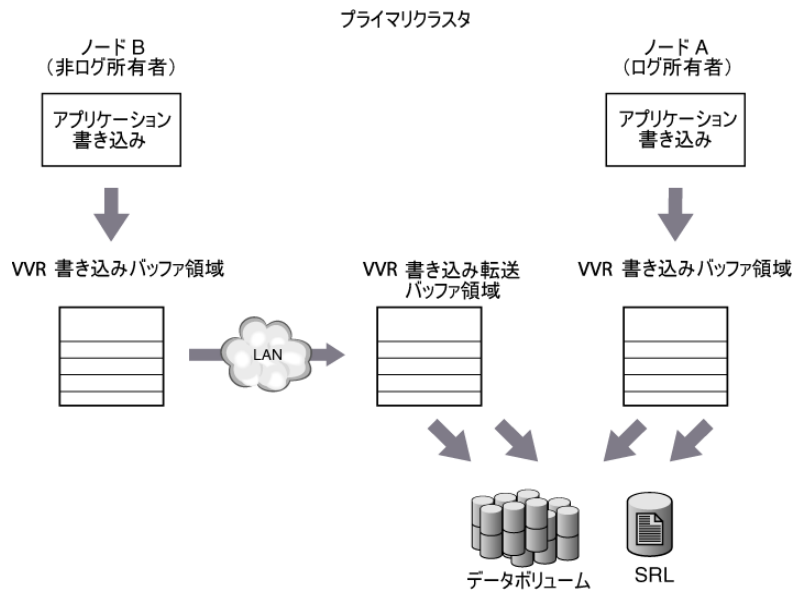 プライマリクラスタ
ノード B
（非ログ所有者）
ノード A
（ログ所有者）
アプリケーション
書き込み
アプリケーション
書き込み
VVR 書き込みバッファ領域
VVR 書き込み転送
バッファ領域
VVR 書き込みバッファ領域
LAN
データボリューム
SRL